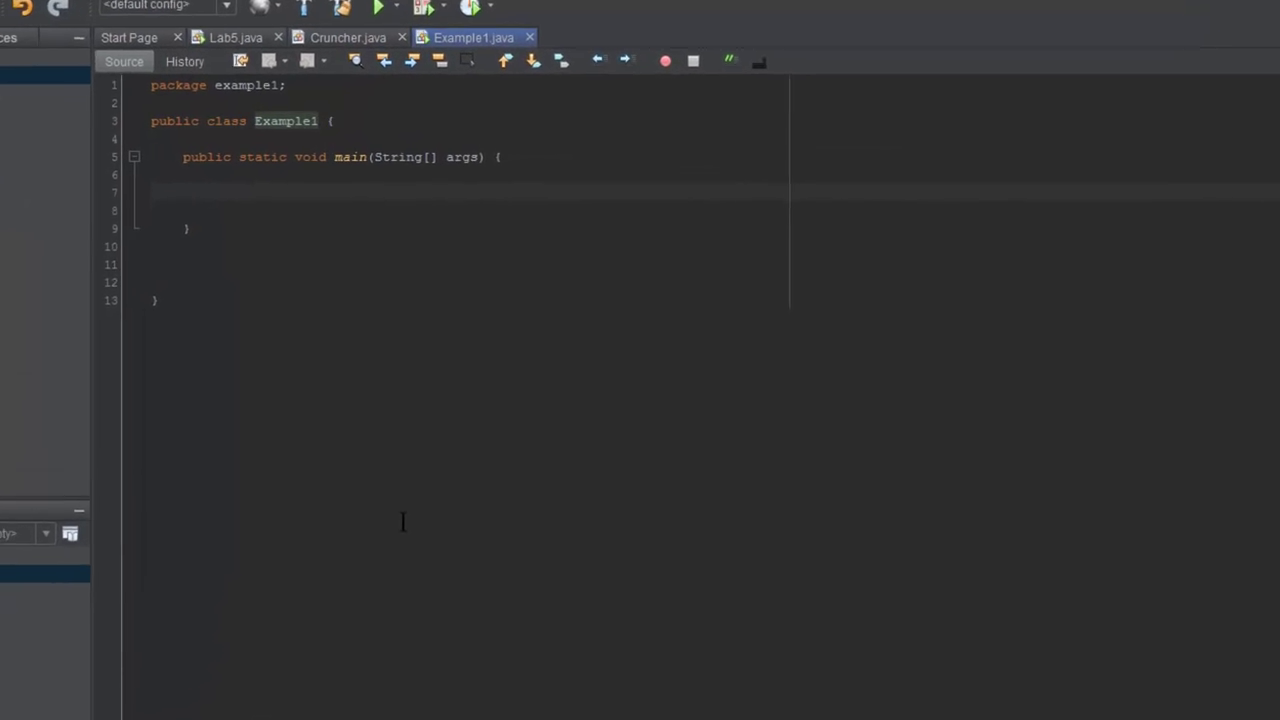 <default config>
ces
Start Page
Lab5.java
Cruncher.java
Example1.java
Source
History
1 package example1;
2
3 public class Example1 {
4
5 public static void main(String[] args) {
6
7
8
9 }
10
11
12
13 }
ty>